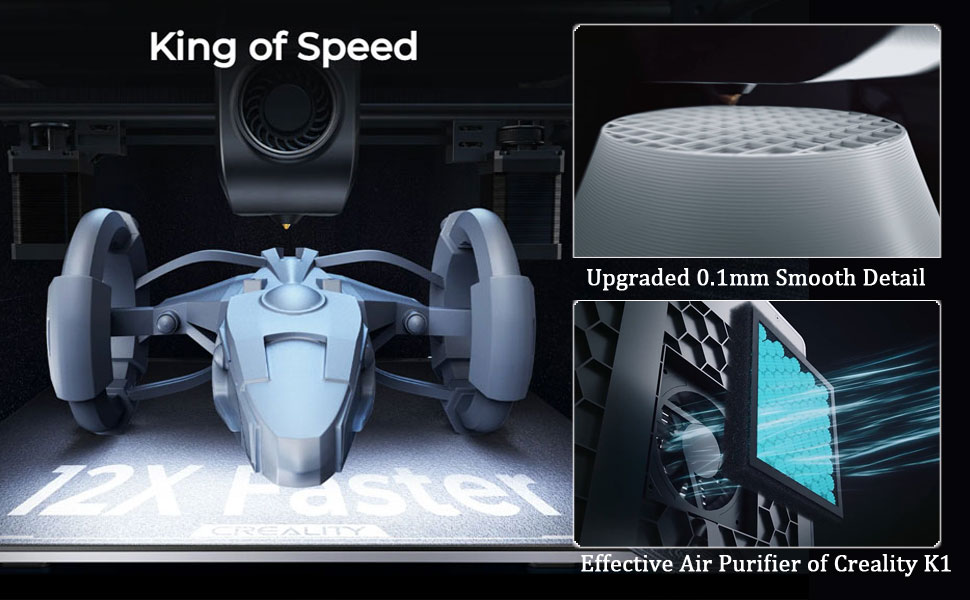 King of Speed
12X Faster
CREALITY
Upgraded 0.1mm Smooth Detail
Effective Air Purifier of Creality K1